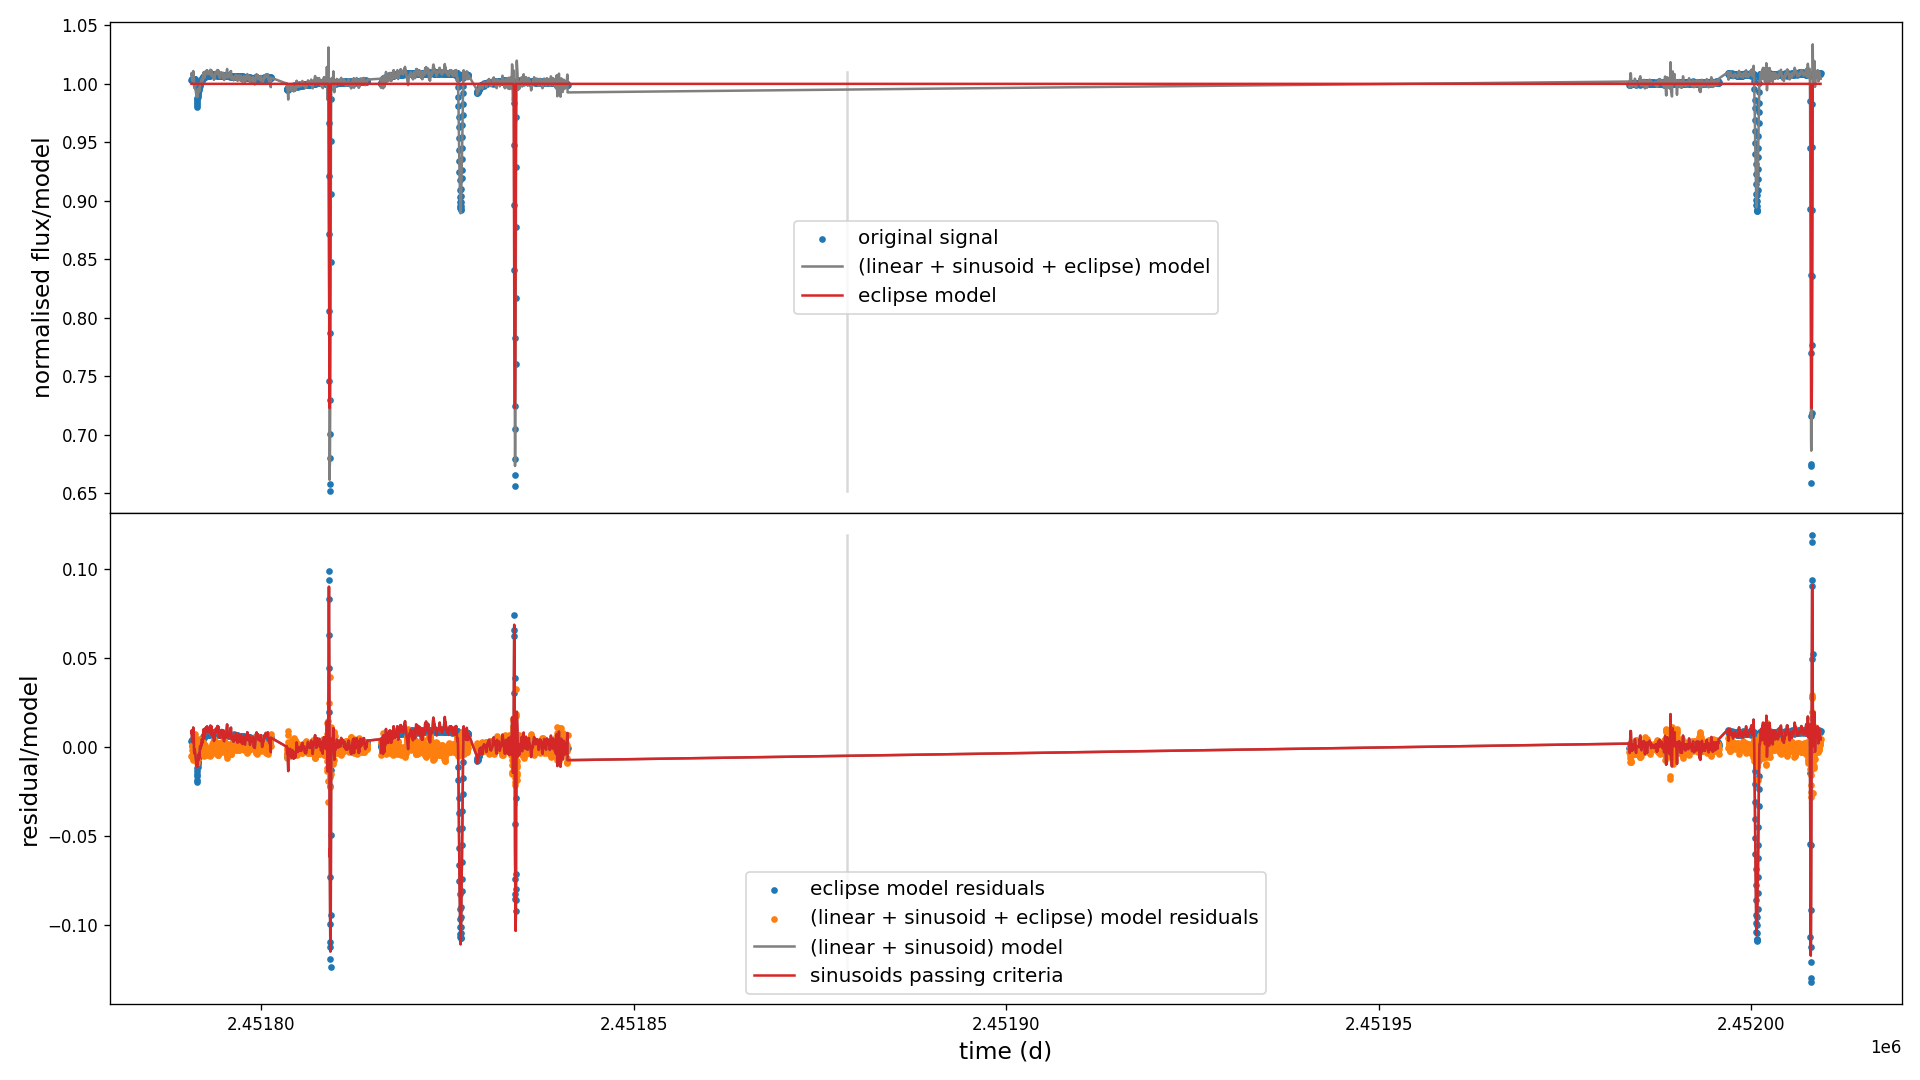 1.05
1.00
0.95
0.90
0.85
0.80
0.75
0.70
0.65
normalised flux/model
original signal
(linear + sinusoid + eclipse) model
eclipse model
0.10
0.05
0.00
−0.05
−0.10
residual/model
eclipse model residuals
(linear + sinusoid + eclipse) model residuals
(linear + sinusoid) model
sinusoids passing criteria
2.45180 2.45185 2.45190 2.45195 2.45200
1e6
time (d)